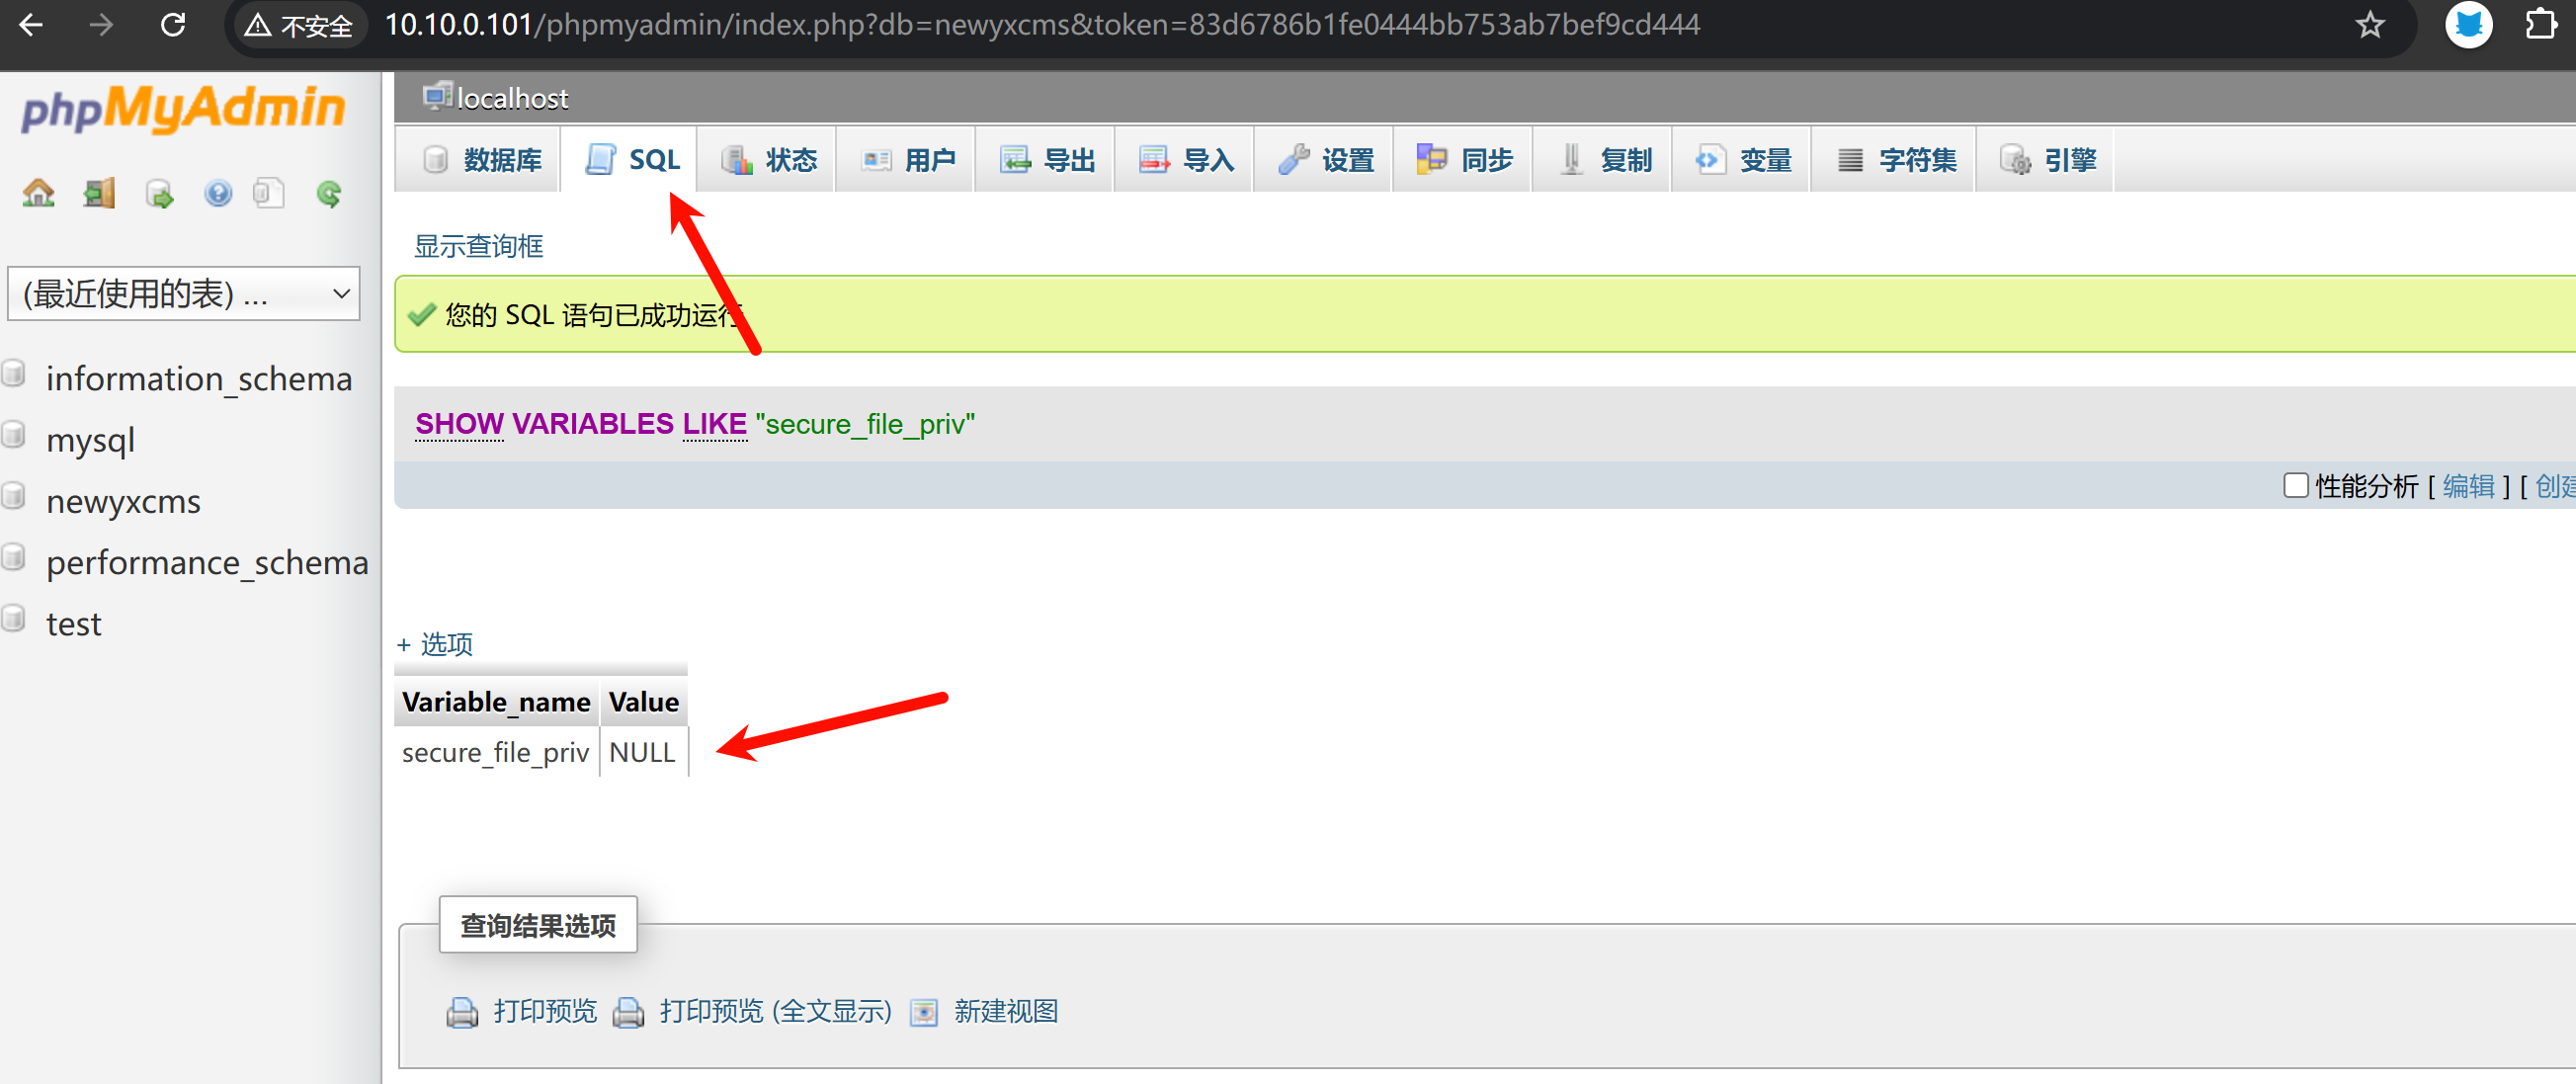 不安全 10.10.0.101/phpmyadmin/index.php?db=newyxcms&token=83d6786b1fe0444bb753ab7bef9cd444
phpMyAdmin
(最近使用的表) ...
information_schema
mysql
newyxcms
performance_schema
test
localhost
数据库 SQL 状态 用户 导出 导入 设置 同步 复制 变量 字符集 引擎
显示查询框
您的 SQL 语句已成功运行
SHOW VARIABLES LIKE "secure_file_priv"
性能分析 [ 编辑 ] [ 创建
+ 选项
Variable_name Value
secure_file_priv NULL
查询结果选项
打印预览 打印预览 (全文显示) 新建视图